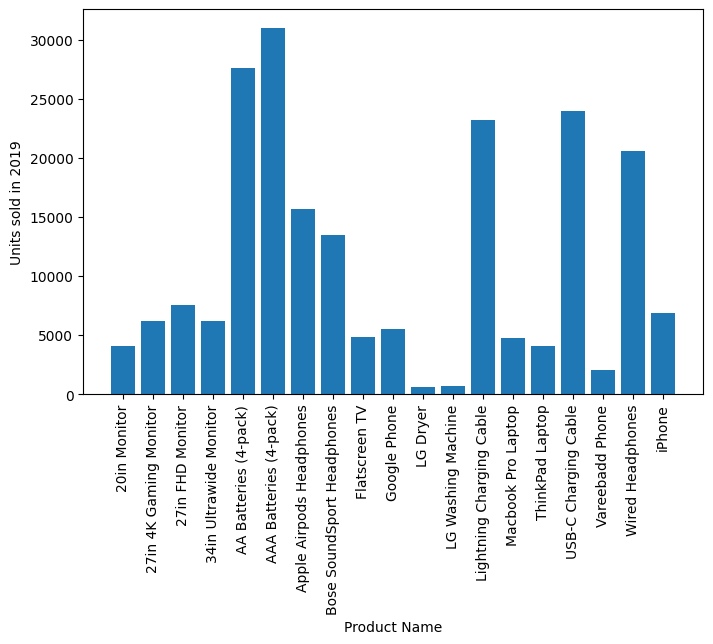 30000
25000
20000
15000
10000
5000
0
Units sold in 2019
20in Monitor
27in 4K Gaming Monitor
27in FHD Monitor
34in Ultrawide Monitor
AA Batteries (4-pack)
AAA Batteries (4-pack)
Apple Airpods Headphones
Bose SoundSport Headphones
Flatscreen TV
Google Phone
LG Dryer
LG Washing Machine
Lightning Charging Cable
Macbook Pro Laptop
ThinkPad Laptop
USB-C Charging Cable
Vareebadd Phone
Wired Headphones
iPhone
Product Name